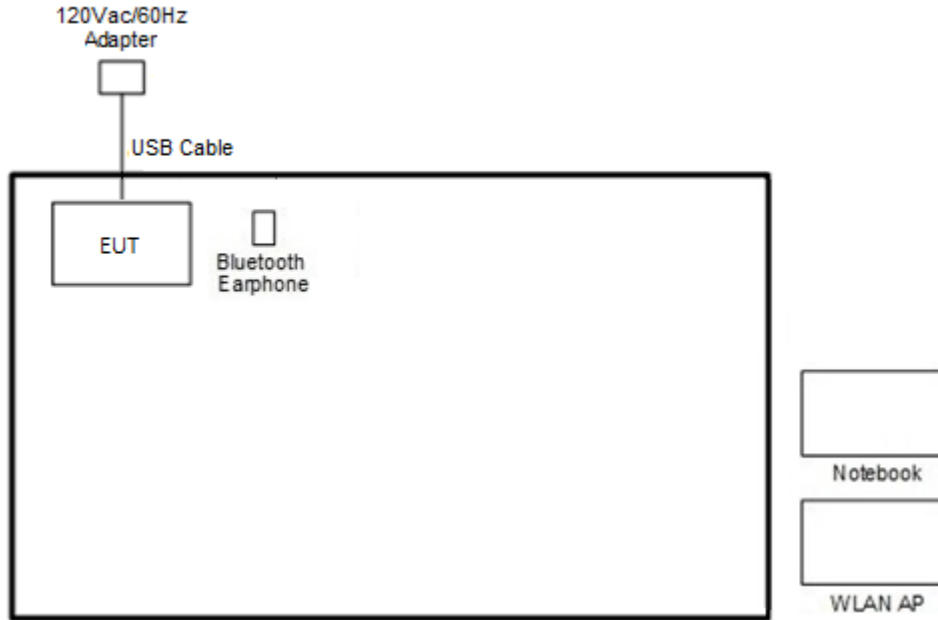 120Vac/60Hz
Adapter
USB Cable
EUT
Bluetooth
Earphone
Notebook
WLAN AP